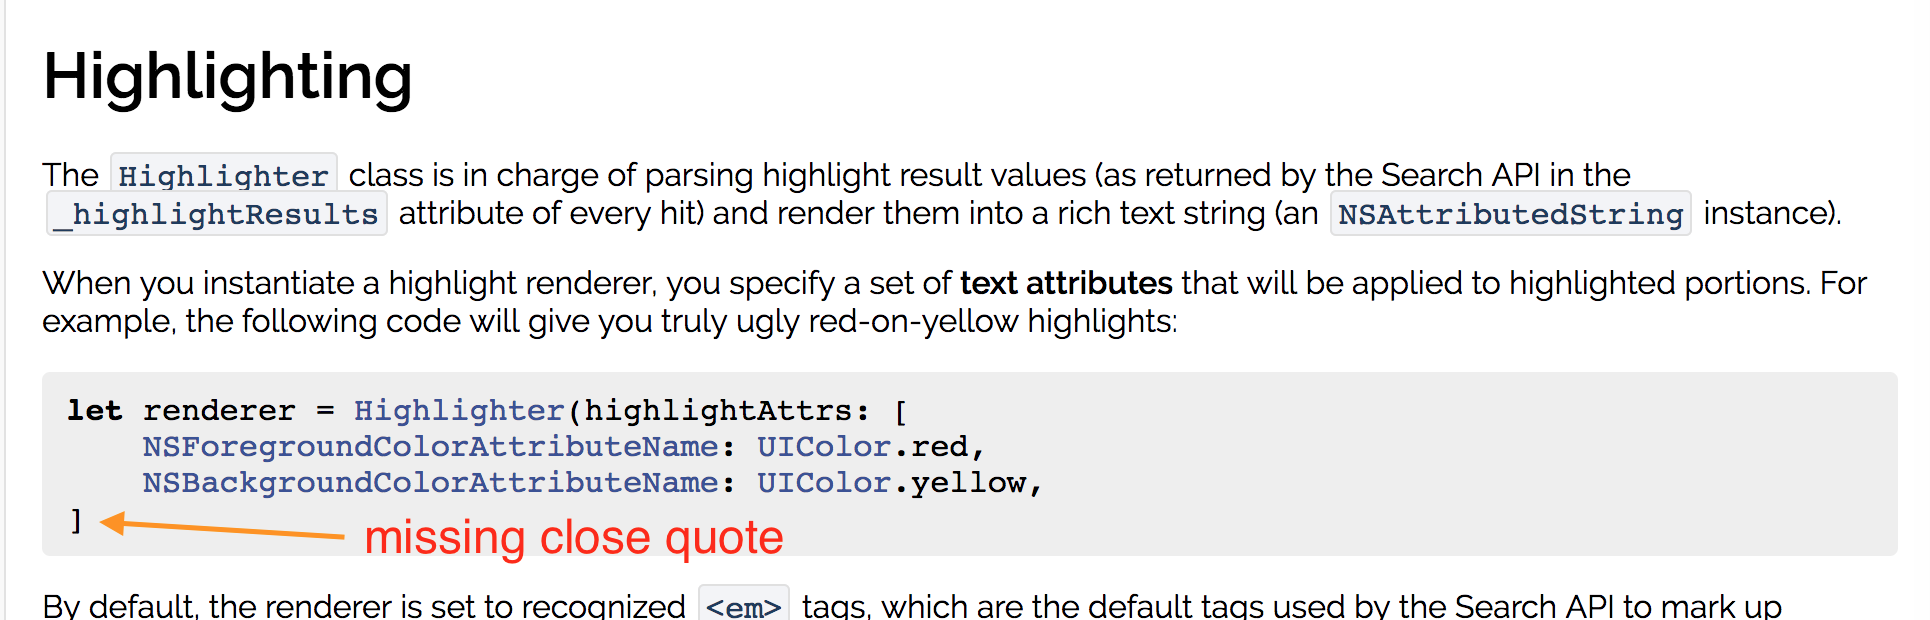 Highlighting
The Highlighter class is in charge of parsing highlight result values (as returned by the Search API in the
_highlightResults attribute of every hit) and render them into a rich text string (an NSAttributedString instance).
When you instantiate a highlight renderer, you specify a set of text attributes that will be applied to highlighted portions. For
example, the following code will give you truly ugly red-on-yellow highlights:
let renderer = Highlighter(highlightAttrs: [
    NSForegroundColorAttributeName: UIColor.red,
    NSBackgroundColorAttributeName: UIColor.yellow,
]
missing close quote
By default, the renderer is set to recognized <em> tags, which are the default tags used by the Search API to mark up